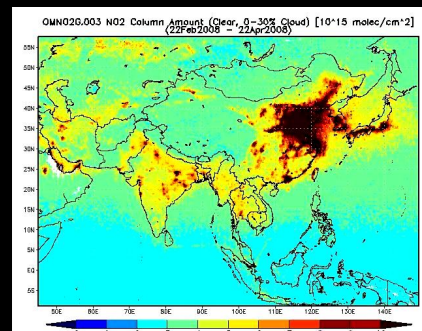 OMNO2G.003 NO2 Column Amount (Clear, 0-30% Cloud) [10^15 molec/cm^2]
(22Feb2008 - 22Apr2008)
55N
50N
45N
40N
35N
30N
25N
20N
15N
10N
5N
EQ
5S
50E 60E 70E 80E 90E 100E 110E 120E 130E 140E